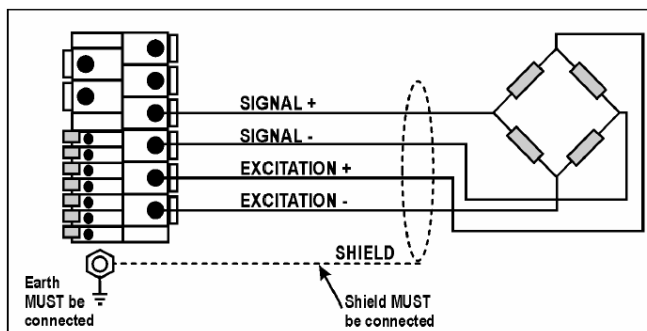 SIGNAL +
SIGNAL -
EXCITATION +
EXCITATION -
SHIELD
Earth
MUST be
connected
Shield MUST
be connected